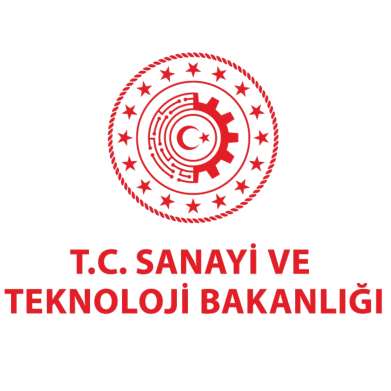 T.C. SANAYİ VE
TEKNOLOJİ BAKANLIĞI